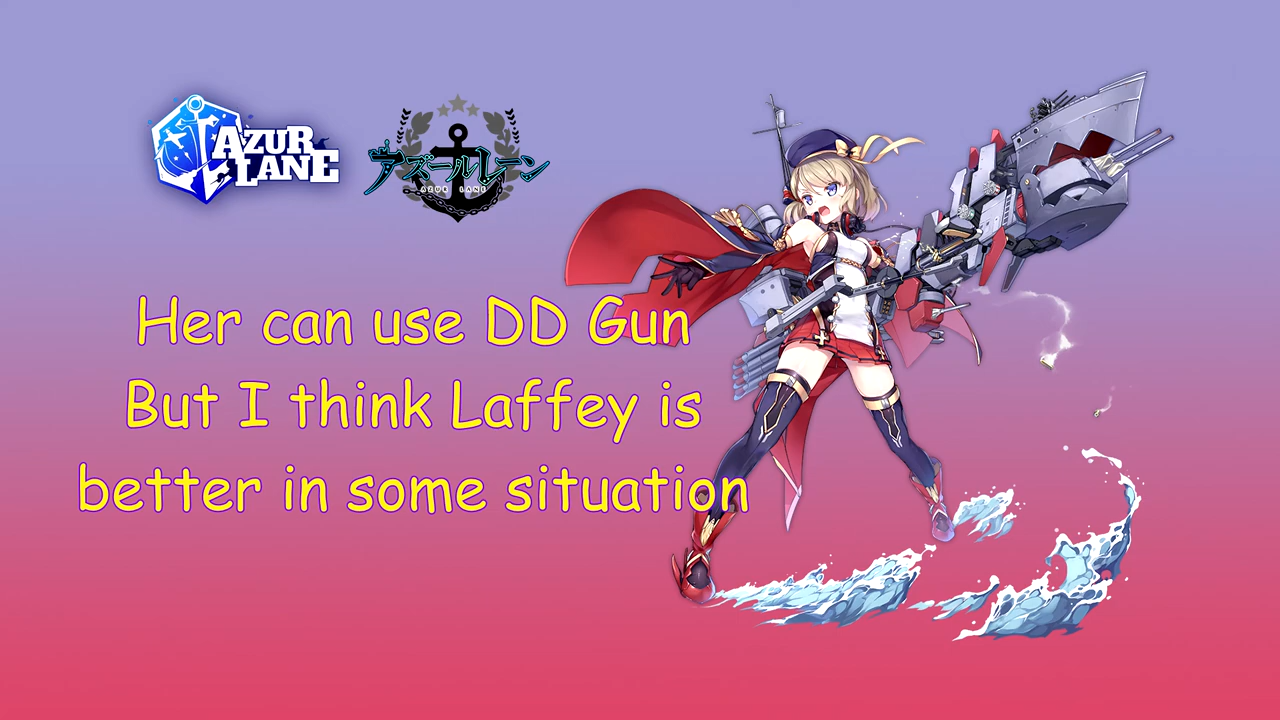 AZUR
LANE
アズールレーン
AZUR LANE
Her can use DD Gun
But I think Laffey is
better in some situation